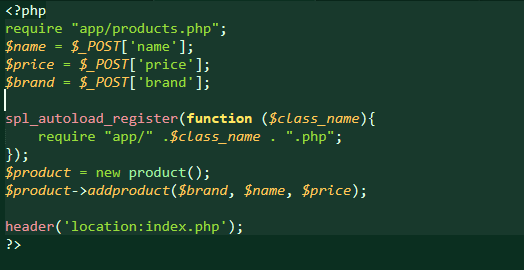 <?php
require "app/products.php";
$name = $_POST['name'];
$price = $_POST['price'];
$brand = $_POST['brand'];
spl_autoload_register(function ($class_name){
    require "app/" .$class_name . ".php";
});
$product = new product();
$product->addproduct($brand, $name, $price);
header('location:index.php');
?>